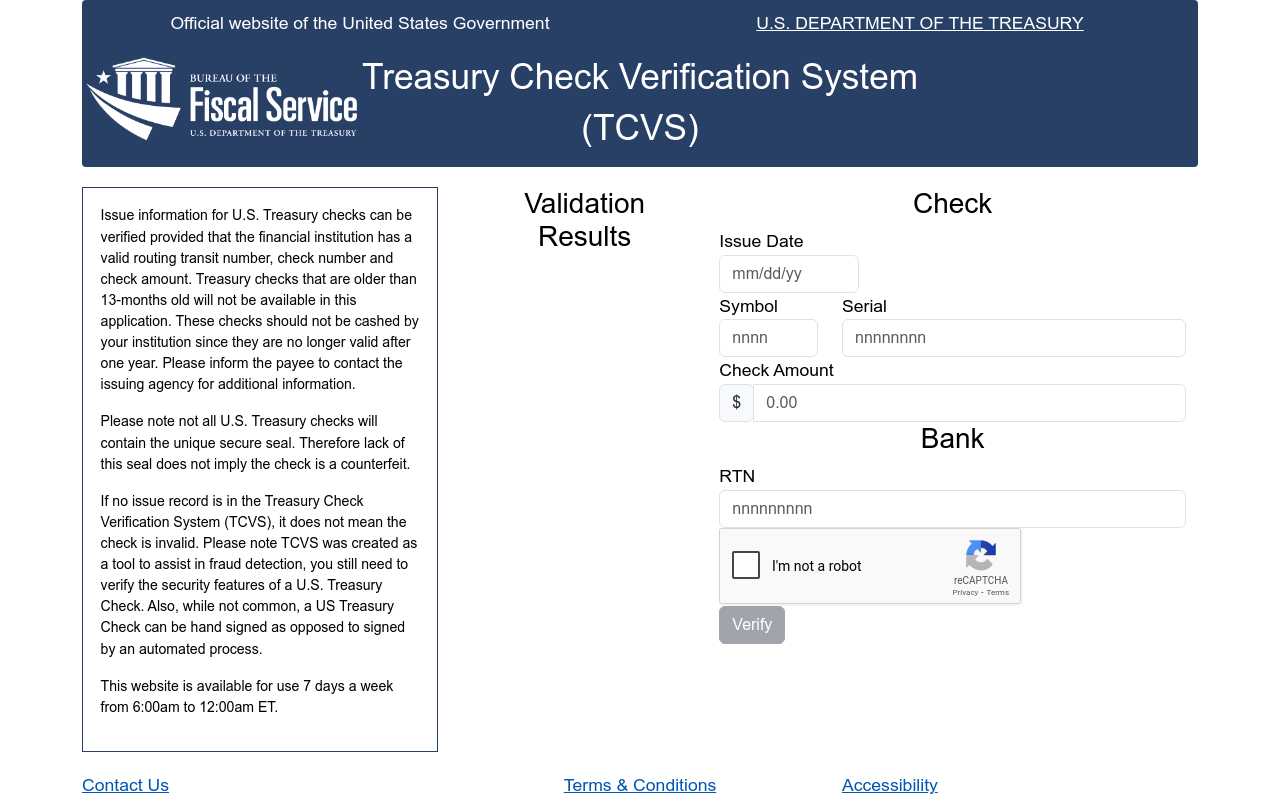 Official website of the United States Government
U.S. DEPARTMENT OF THE TREASURY
BUREAU OF THE
Fiscal Service
U.S. DEPARTMENT OF THE TREASURY
Treasury Check Verification System
(TCVS)
Issue information for U.S. Treasury checks can be
verified provided that the financial institution has a
valid routing transit number, check number and
check amount. Treasury checks that are older than
13-months old will not be available in this
application. These checks should not be cashed by
your institution since they are no longer valid after
one year. Please inform the payee to contact the
issuing agency for additional information.
Please note not all U.S. Treasury checks will
contain the unique secure seal. Therefore lack of
this seal does not imply the check is a counterfeit.
If no issue record is in the Treasury Check
Verification System (TCVS), it does not mean the
check is invalid. Please note TCVS was created as
a tool to assist in fraud detection, you still need to
verify the security features of a U.S. Treasury
Check. Also, while not common, a US Treasury
Check can be hand signed as opposed to signed
by an automated process.
This website is available for use 7 days a week
from 6:00am to 12:00am ET.
Validation
Results
Check
Issue Date
mm/dd/yy
Symbol
Serial
nnnn
nnnnnnnn
Check Amount
$
0.00
Bank
RTN
nnnnnnnnn
I'm not a robot
reCAPTCHA
Privacy - Terms
Verify
Contact Us
Terms & Conditions
Accessibility